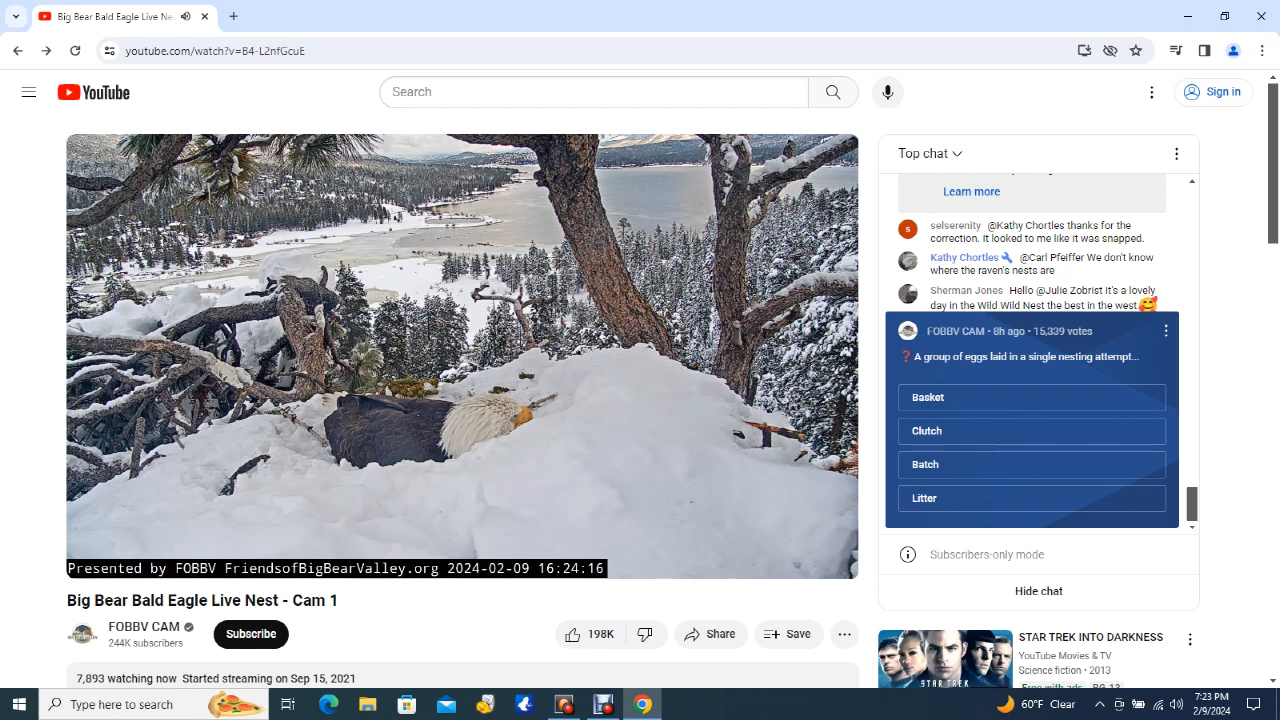 Big Bear Bald Eagle Live Ne
youtube.com/watch?v=B4-L2nfGcuE
YouTube
Search
Sign in
Top chat
Learn more
selserenity @Kathy Chortles thanks for the
correction. It looked to me like it was snapped.
Kathy Chortles @Carl Pfeiffer We don't know
where the raven's nests are
Sherman Jones Hello @Julie Zobrist It's a lovely
day in the Wild Wild Nest the best in the west
FOBBV CAM • 8h ago • 15,339 votes
❓A group of eggs laid in a single nesting attempt...
Basket
Clutch
Batch
Litter
Subscribers-only mode
Hide chat
Presented by FOBBV FriendsofBigBearValley.org 2024-02-09 16:24:16
Big Bear Bald Eagle Live Nest - Cam 1
FOBBV CAM
244K subscribers
Subscribe
198K
Share
Save
7,893 watching now Started streaming on Sep 15, 2021
STAR TREK
STAR TREK INTO DARKNESS
YouTube Movies & TV
Science fiction • 2013
Free with ads PG-13
Type here to search
60°F Clear
7:23 PM
2/9/2024